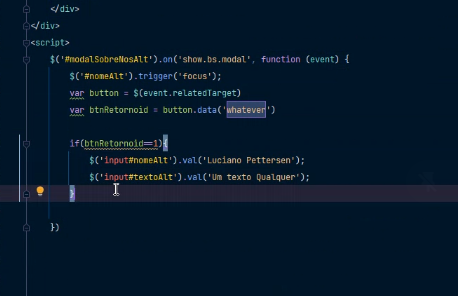 </div>
</div>
<script>
$('#modalSobreNosAlt').on('show.bs.modal', function (event) {
$('#nomeAlt').trigger('focus');
var button = $(event.relatedTarget)
var btnRetornoid = button.data('whatever')
if(btnRetornoid==1){
$('input#nomeAlt').val('Luciano Pettersen');
$('input#textoAlt').val('Um texto Qualquer');
}
})